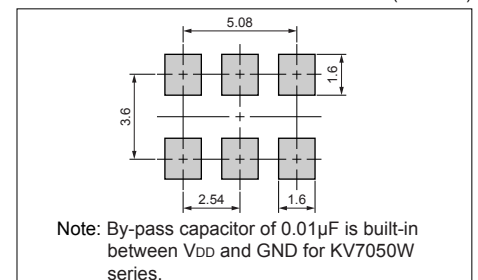 5.08
1.6
3.6
2.54
1.6
Note: By-pass capacitor of 0.01µF is built-in
between VDD and GND for KV7050W
series.